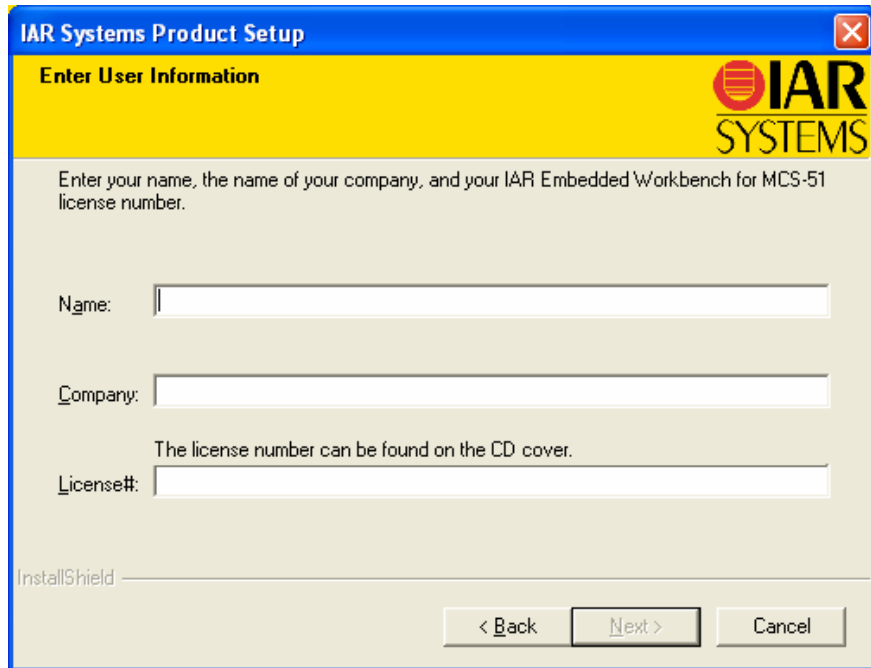 IAR Systems Product Setup
Enter User Information
IAR
SYSTEMS
Enter your name, the name of your company, and your IAR Embedded Workbench for MCS-51
license number.
Name:
Company:
The license number can be found on the CD cover.
License#:
InstallShield
< Back Next > Cancel